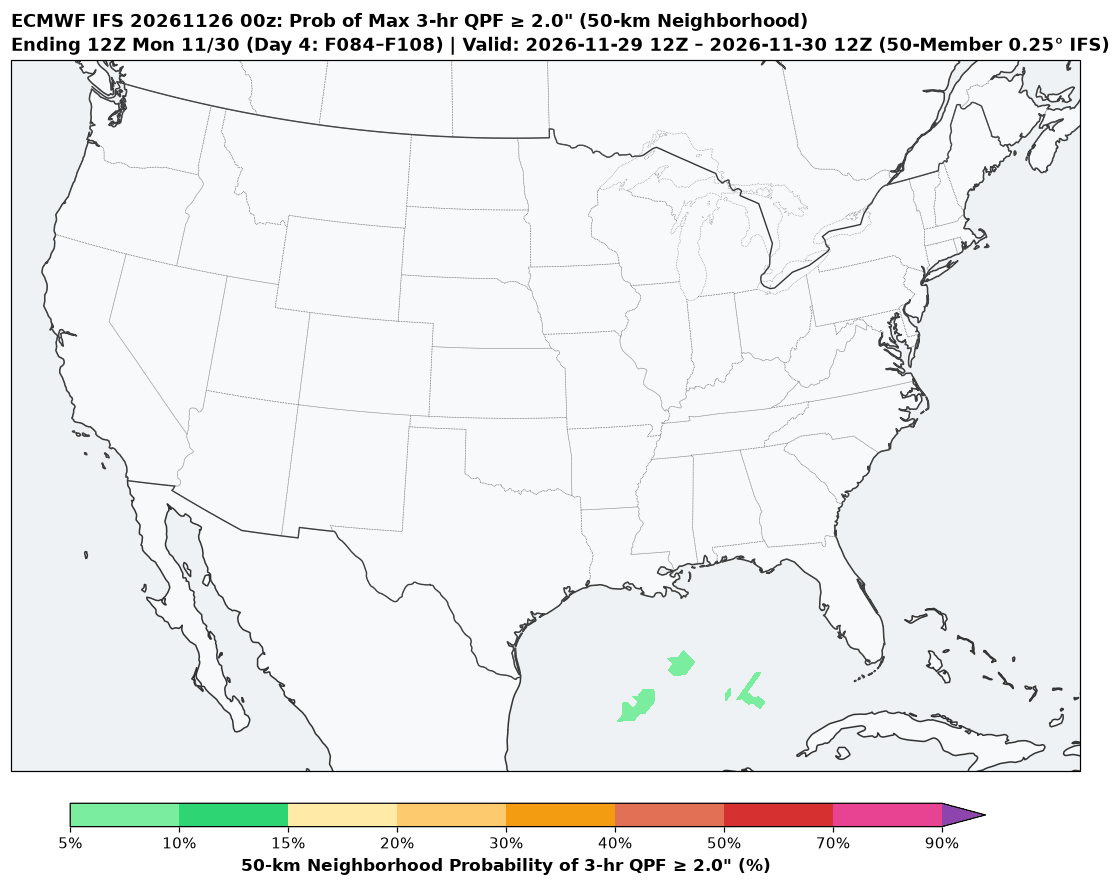 ECMWF IFS 20261126 00z: Prob of Max 3-hr QPF ≥ 2.0" (50-km Neighborhood)
Ending 12Z Mon 11/30 (Day 4: F084–F108) | Valid: 2026-11-29 12Z – 2026-11-30 12Z (50-Member 0.25° IFS)
5% 10% 15% 20% 30% 40% 50% 70% 90%
50-km Neighborhood Probability of 3-hr QPF ≥ 2.0" (%)